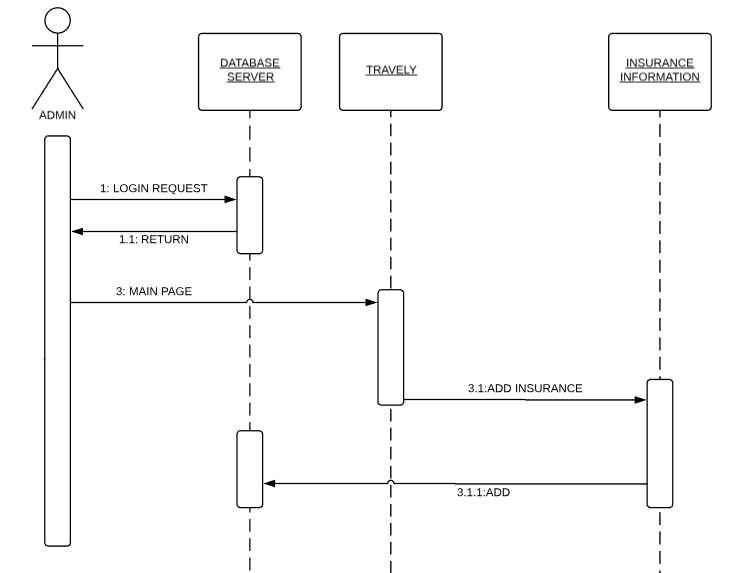 ADMIN
DATABASE
SERVER
TRAVELY
INSURANCE
INFORMATION
1: LOGIN REQUEST
1.1: RETURN
3: MAIN PAGE
3.1:ADD INSURANCE
3.1.1:ADD